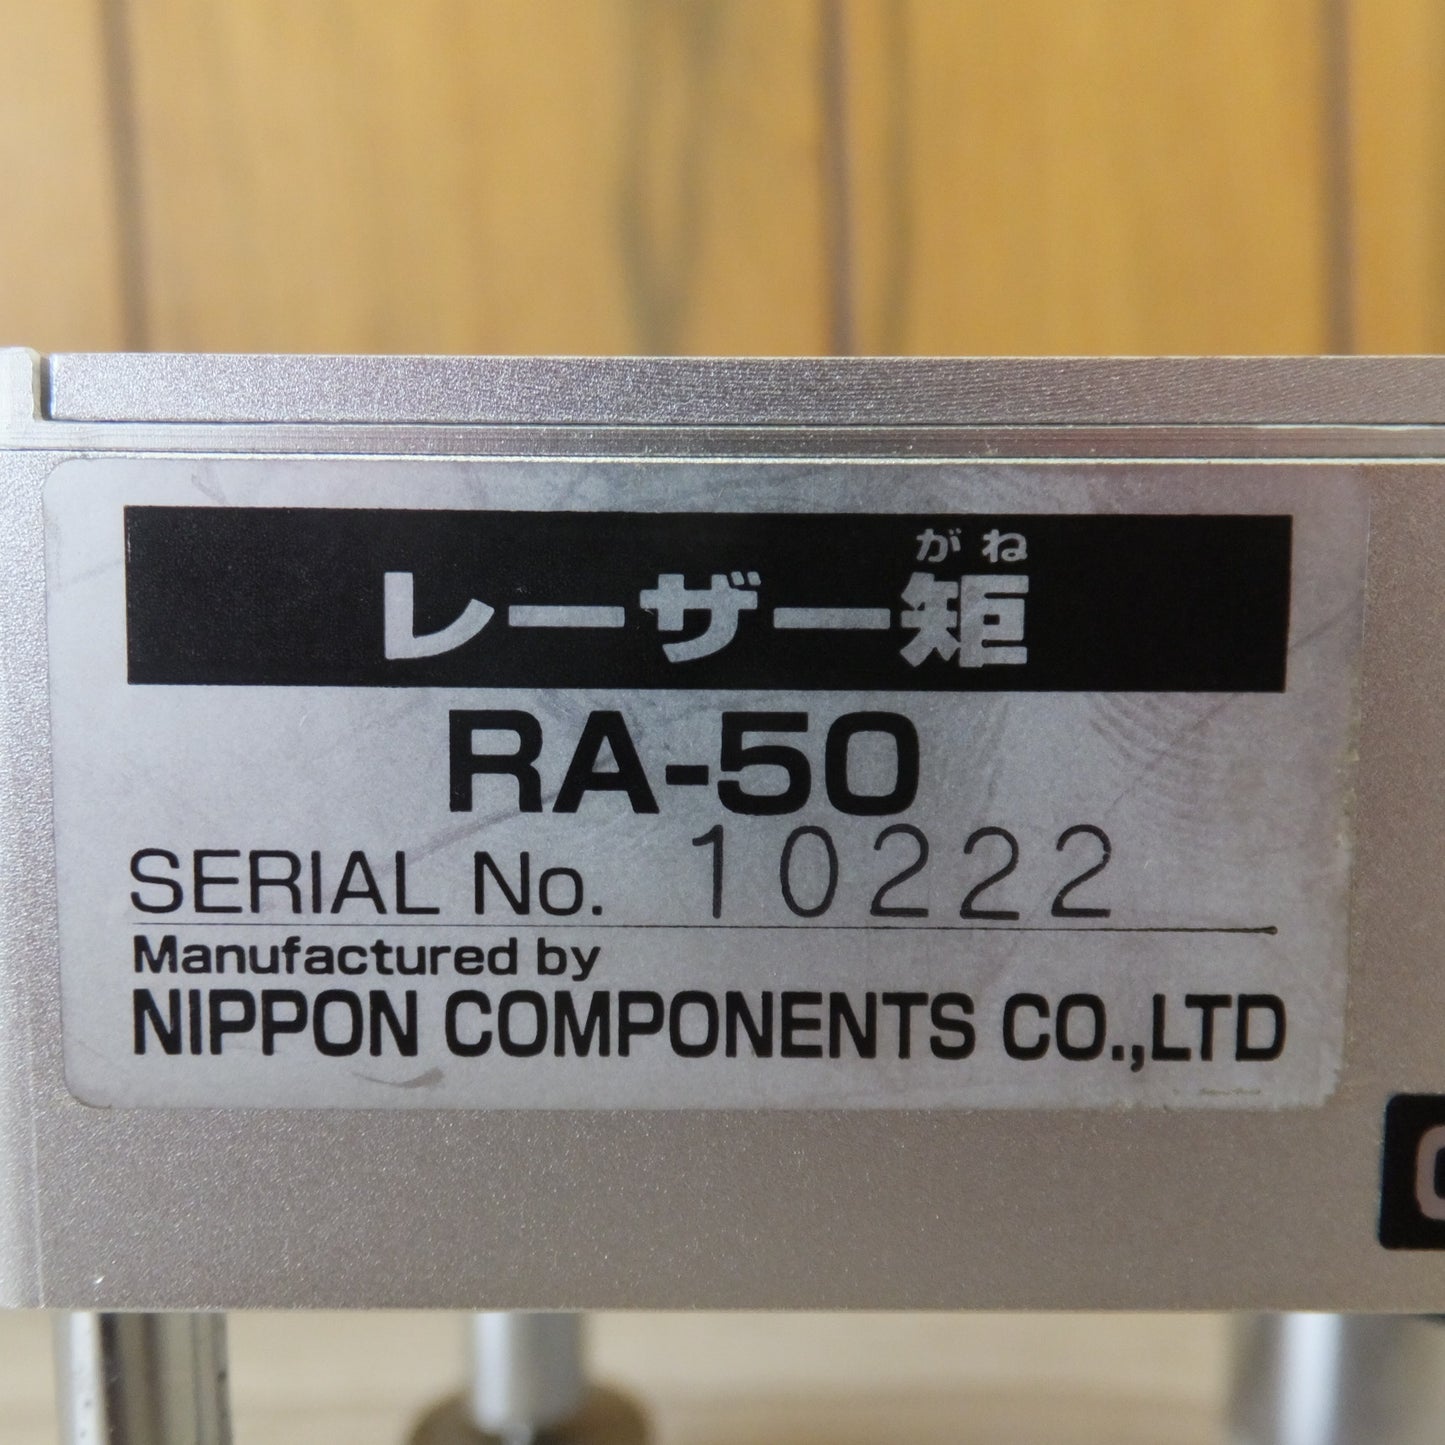 がね
レーザー矩
RA-50
SERIAL No. 10222
Manufactured by
NIPPON COMPONENTS CO.,LTD